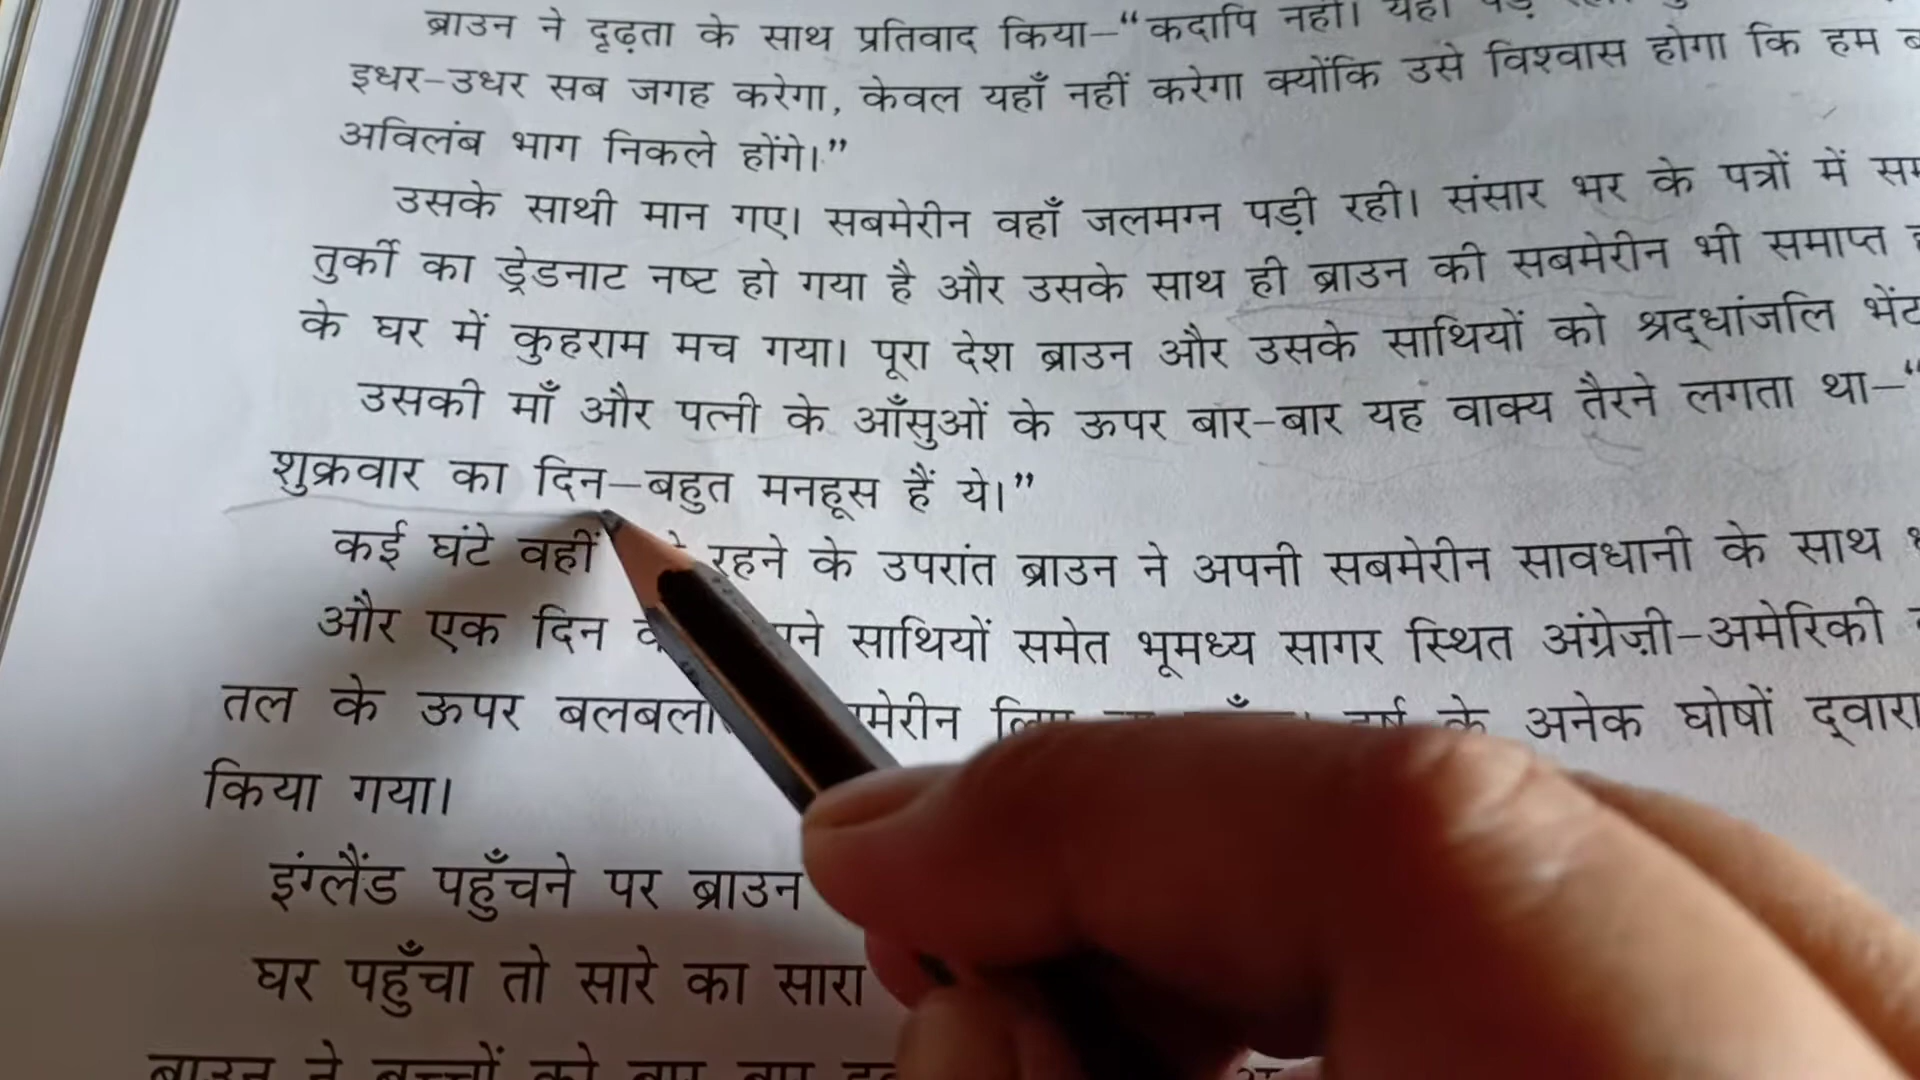 ब्राउन ने दृढ़ता के साथ प्रतिवाद किया–“कदापि नहीं। यहाँ
इधर-उधर सब जगह करेगा, केवल यहाँ नहीं करेगा क्योंकि उसे विश्वास होगा कि हम
अविलंब भाग निकले होंगे।”
उसके साथी मान गए। सबमेरीन वहाँ जलमग्न पड़ी रही। संसार भर के पत्रों में
तुर्की का ड्रेडनाट नष्ट हो गया है और उसके साथ ही ब्राउन की सबमेरीन भी समाप्त
के घर में कुहराम मच गया। पूरा देश ब्राउन और उसके साथियों को श्रद्धांजलि भेंट
उसकी माँ और पत्नी के आँसुओं के ऊपर बार-बार यह वाक्य तैरने लगता था–“
शुक्रवार का दिन–बहुत मनहूस हैं ये।”
कई घंटे वहीं रहने के उपरांत ब्राउन ने अपनी सबमेरीन सावधानी के साथ
और एक दिन साथियों समेत भूमध्य सागर स्थित अंग्रेज़ी-अमेरिकी
तल के ऊपर के अनेक घोषों द्वारा
किया गया।
इंग्लैंड पहुँचने पर ब्राउन
घर पहुँचा तो सारे का सारा
ब्राउन ने बच्चों को